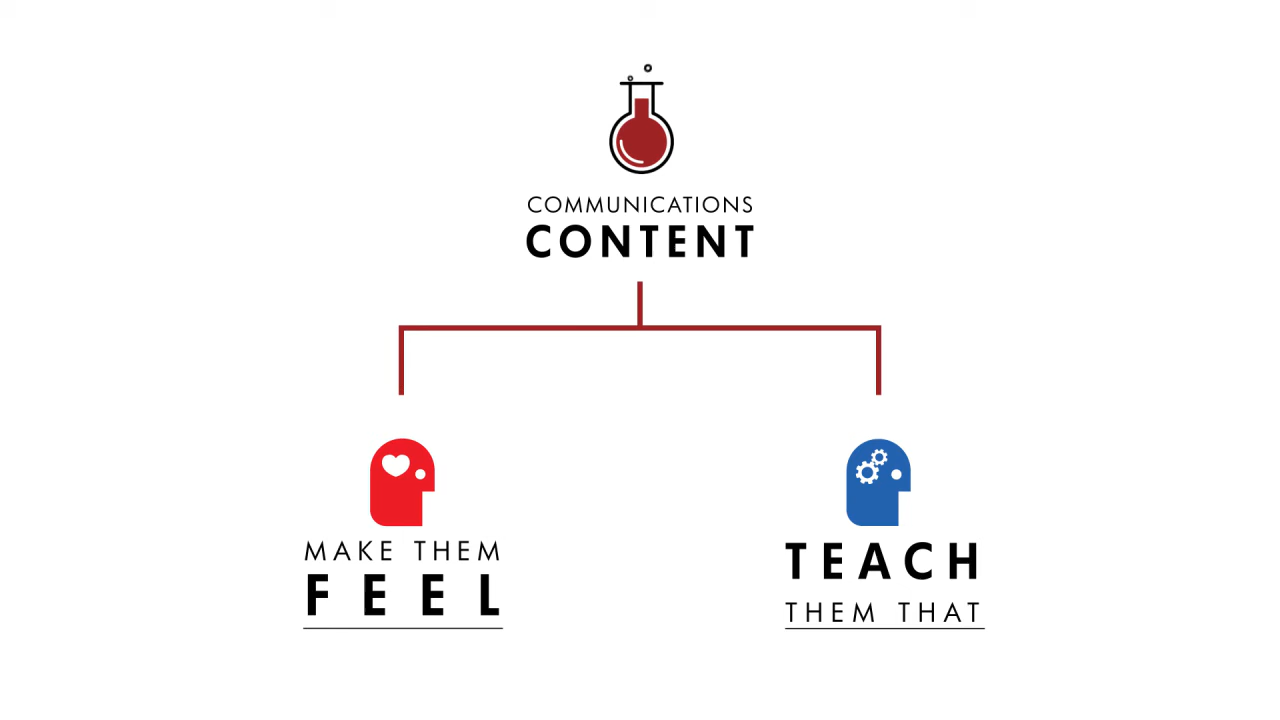 COMMUNICATIONS
CONTENT
MAKE THEM
FEEL
TEACH
THEM THAT